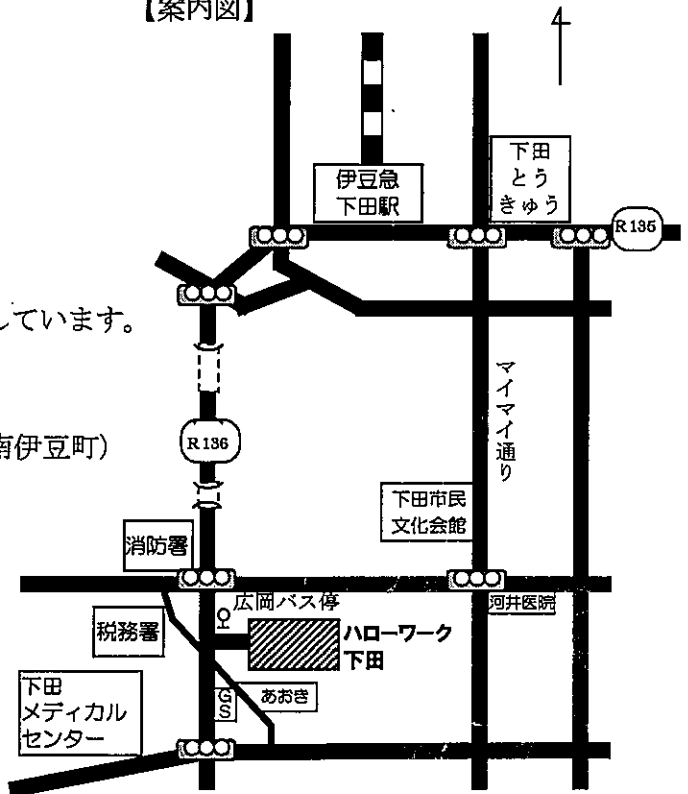 【案内図】
伊豆急
下田駅
下田
とう
きゅう
R135
しています。
R136
南伊豆町）
マイマイ通り
下田市民
文化会館
消防署
広岡バス停
河井医院
税務署
ハローワーク
下田
下田
メディカル
センター
GS
あおき